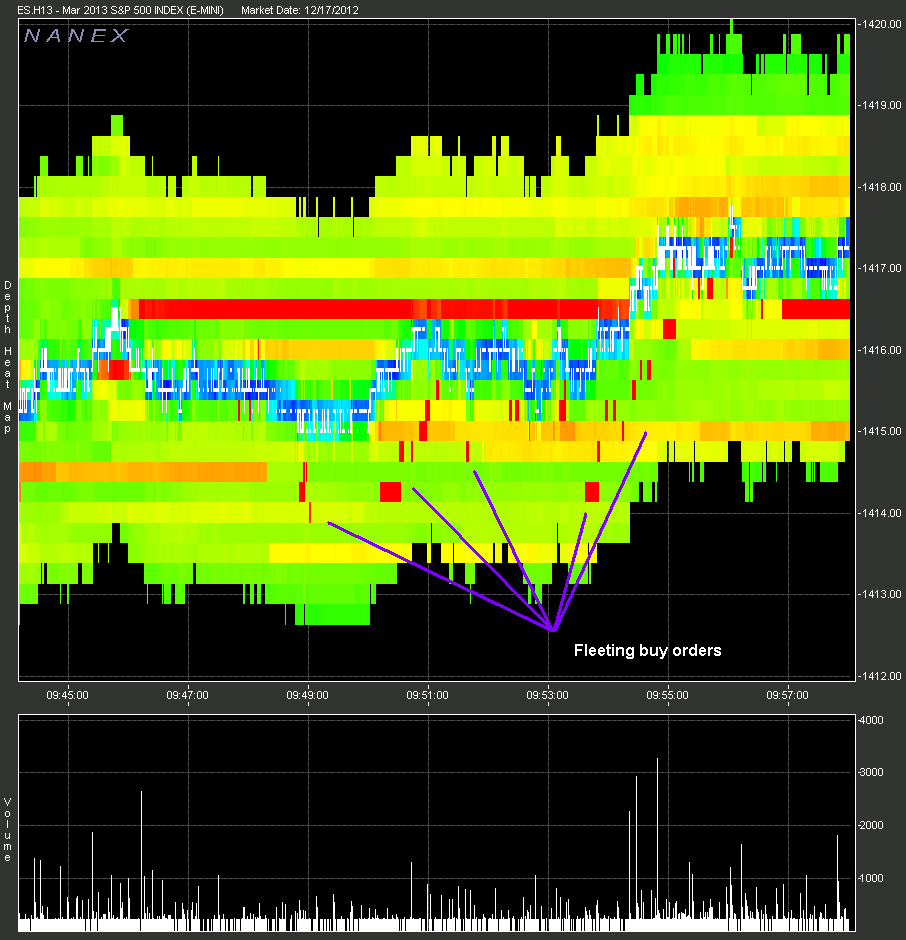 ES.H13 - Mar 2013 S&P 500 INDEX (E-MINI) Market Date: 12/17/2012
NANEX
1420.00
1419.00
1418.00
1417.00
1416.00
1415.00
1414.00
1413.00
1412.00
Depth Heat Map
Fleeting buy orders
09:45:00 09:47:00 09:49:00 09:51:00 09:53:00 09:55:00 09:57:00
4000
3000
2000
1000
Volume